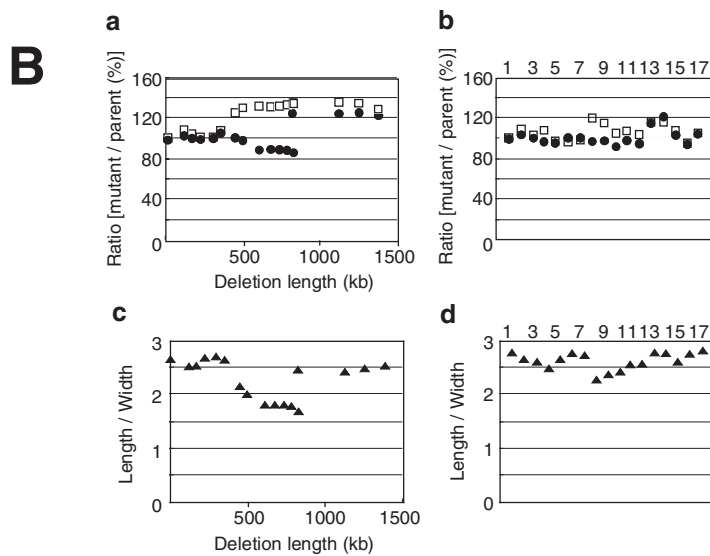 B
a
b
Ratio [mutant / parent (%)]
160
120
80
40
0
500
1000
1500
Deletion length (kb)
Ratio [mutant / parent (%)]
1 3 5 7 9 11 13 15 17
160
120
80
40
0
c
d
Length / Width
3
2
1
0
500
1000
1500
Deletion length (kb)
Length / Width
1 3 5 7 9 11 13 15 17
3
2
1
0